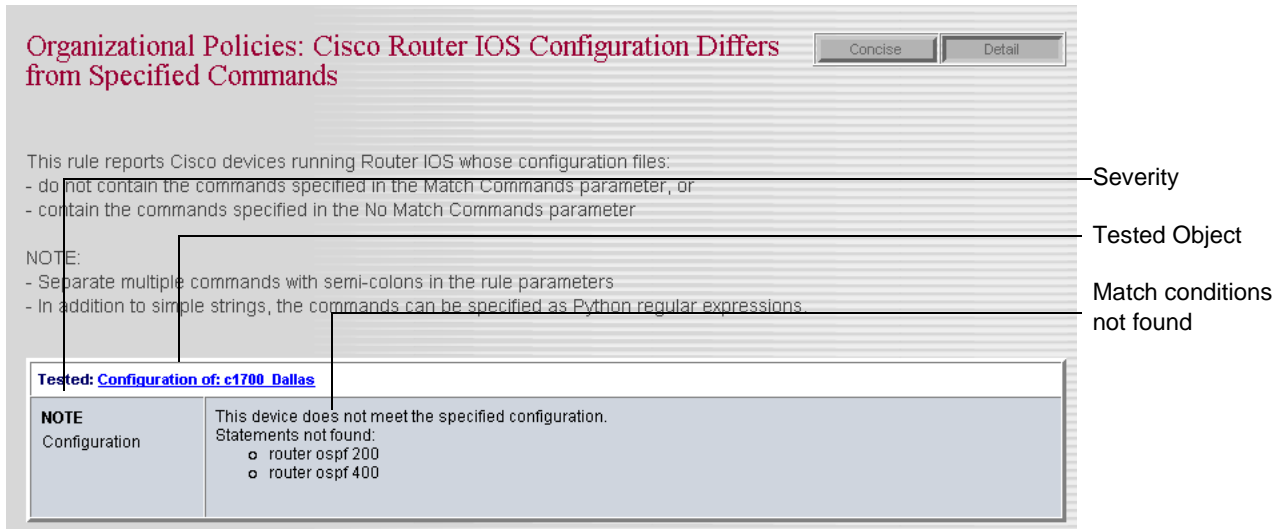 Organizational Policies: Cisco Router IOS Configuration Differs
from Specified Commands
Concise
Detail
This rule reports Cisco devices running Router IOS whose configuration files:
- do not contain the commands specified in the Match Commands parameter, or
- contain the commands specified in the No Match Commands parameter
NOTE:
- Separate multiple commands with semi-colons in the rule parameters
- In addition to simple strings, the commands can be specified as Python regular expressions.
Severity
Tested Object
Match conditions
not found
Tested: Configuration of: c1700_Dallas
NOTE
Configuration
This device does not meet the specified configuration.
Statements not found:
o router ospf 200
o router ospf 400